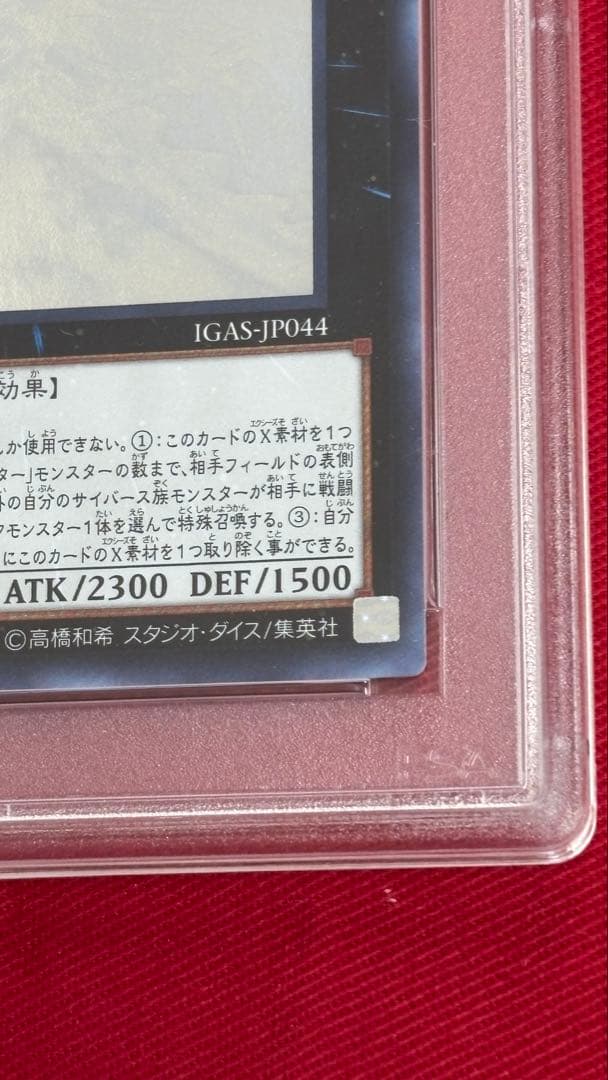 IGAS-JP044
効果】
か使用できない。①:このカードのX素材を1つ
ター」モンスターの数まで、相手フィールドの表側
外の自分のサイバース族モンスターが相手に戦闘
クモンスター1体を選んで特殊召喚する。③:自分
にこのカードのX素材を1つ取り除く事ができる。
ATK/2300 DEF/1500
©高橋和希 スタジオ・ダイス/集英社